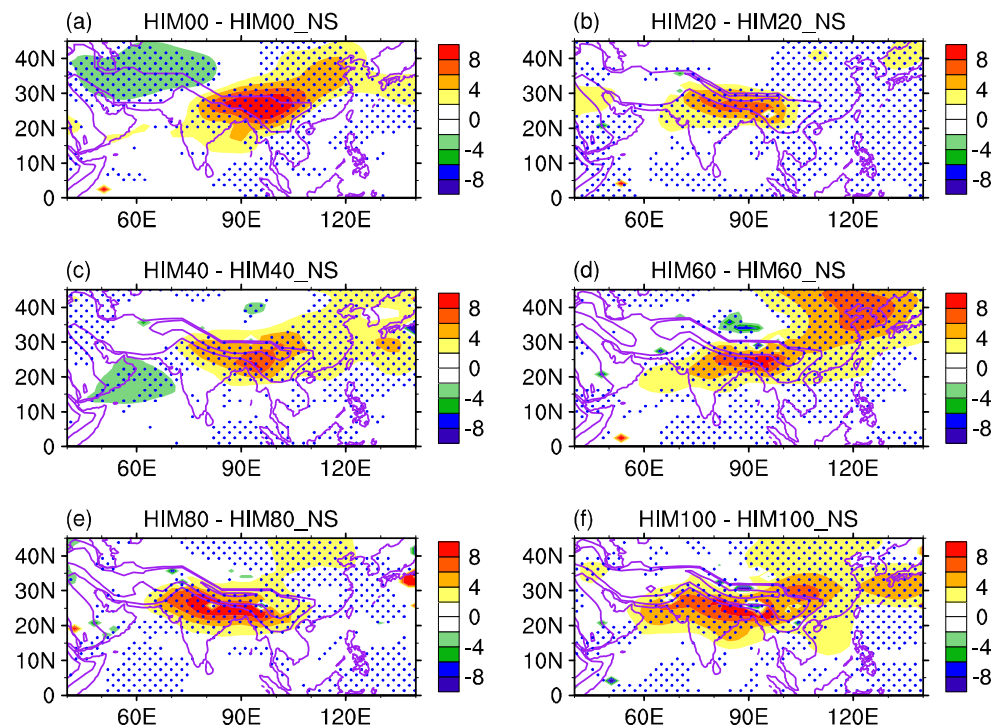 (a) HIM00 - HIM00_NS
40N
30N
20N
10N
0
60E 90E 120E
8
4
0
-4
-8
(b) HIM20 - HIM20_NS
40N
30N
20N
10N
0
60E 90E 120E
8
4
0
-4
-8
(c) HIM40 - HIM40_NS
40N
30N
20N
10N
0
60E 90E 120E
8
4
0
-4
-8
(d) HIM60 - HIM60_NS
40N
30N
20N
10N
0
60E 90E 120E
8
4
0
-4
-8
(e) HIM80 - HIM80_NS
40N
30N
20N
10N
0
60E 90E 120E
8
4
0
-4
-8
(f) HIM100 - HIM100_NS
40N
30N
20N
10N
0
60E 90E 120E
8
4
0
-4
-8